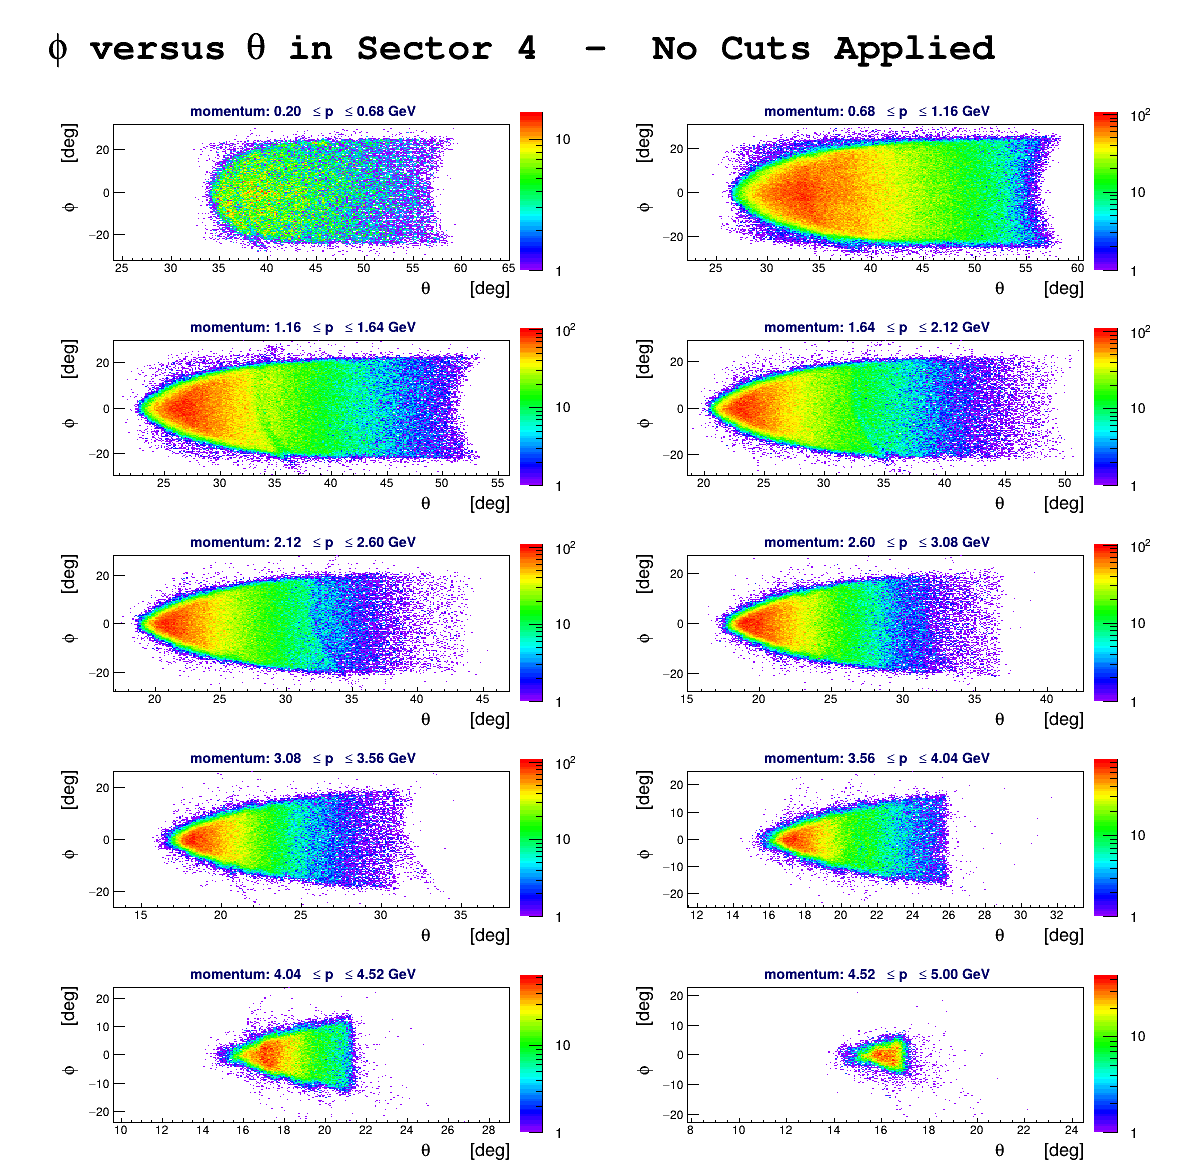 ϕ versus θ in Sector 4 – No Cuts Applied
momentum: 0.20 ≤ p ≤ 0.68 GeV
ϕ [deg]
20
0
−20
25 30 35 40 45 50 55 60 65
θ [deg]
10
1
momentum: 0.68 ≤ p ≤ 1.16 GeV
ϕ [deg]
20
0
−20
25 30 35 40 45 50 55 60
θ [deg]
10²
10
1
momentum: 1.16 ≤ p ≤ 1.64 GeV
ϕ [deg]
20
0
−20
25 30 35 40 45 50 55
θ [deg]
10²
10
1
momentum: 1.64 ≤ p ≤ 2.12 GeV
ϕ [deg]
20
0
−20
20 25 30 35 40 45 50
θ [deg]
10²
10
1
momentum: 2.12 ≤ p ≤ 2.60 GeV
ϕ [deg]
20
0
−20
20 25 30 35 40 45
θ [deg]
10²
10
1
momentum: 2.60 ≤ p ≤ 3.08 GeV
ϕ [deg]
20
0
−20
15 20 25 30 35 40
θ [deg]
10²
10
1
momentum: 3.08 ≤ p ≤ 3.56 GeV
ϕ [deg]
20
0
−20
15 20 25 30 35
θ [deg]
10²
10
1
momentum: 3.56 ≤ p ≤ 4.04 GeV
ϕ [deg]
20
10
0
−10
−20
12 14 16 18 20 22 24 26 28 30 32
θ [deg]
10
1
momentum: 4.04 ≤ p ≤ 4.52 GeV
ϕ [deg]
20
10
0
−10
−20
10 12 14 16 18 20 22 24 26 28
θ [deg]
10
1
momentum: 4.52 ≤ p ≤ 5.00 GeV
ϕ [deg]
20
10
0
−10
−20
8 10 12 14 16 18 20 22 24
θ [deg]
10
1